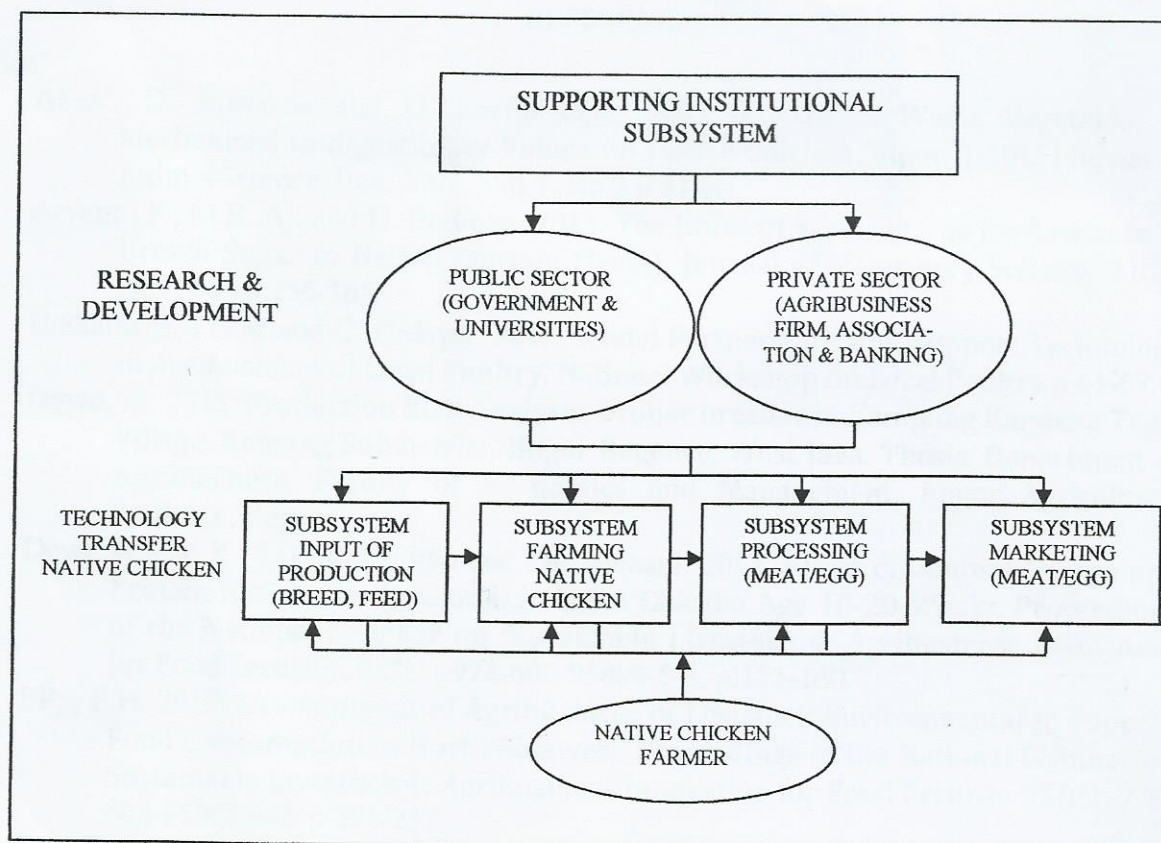 SUPPORTING INSTITUTIONAL
SUBSYSTEM
RESEARCH &
DEVELOPMENT
PUBLIC SECTOR
(GOVERNMENT &
UNIVERSITIES)
PRIVATE SECTOR
(AGRIBUSINESS
FIRM, ASSOCIA-
TION & BANKING)
TECHNOLOGY
TRANSFER
NATIVE CHICKEN
SUBSYSTEM
INPUT OF
PRODUCTION
(BREED, FEED)
SUBSYSTEM
FARMING
NATIVE
CHICKEN
SUBSYSTEM
PROCESSING
(MEAT/EGG)
SUBSYSTEM
MARKETING
(MEAT/EGG)
NATIVE CHICKEN
FARMER